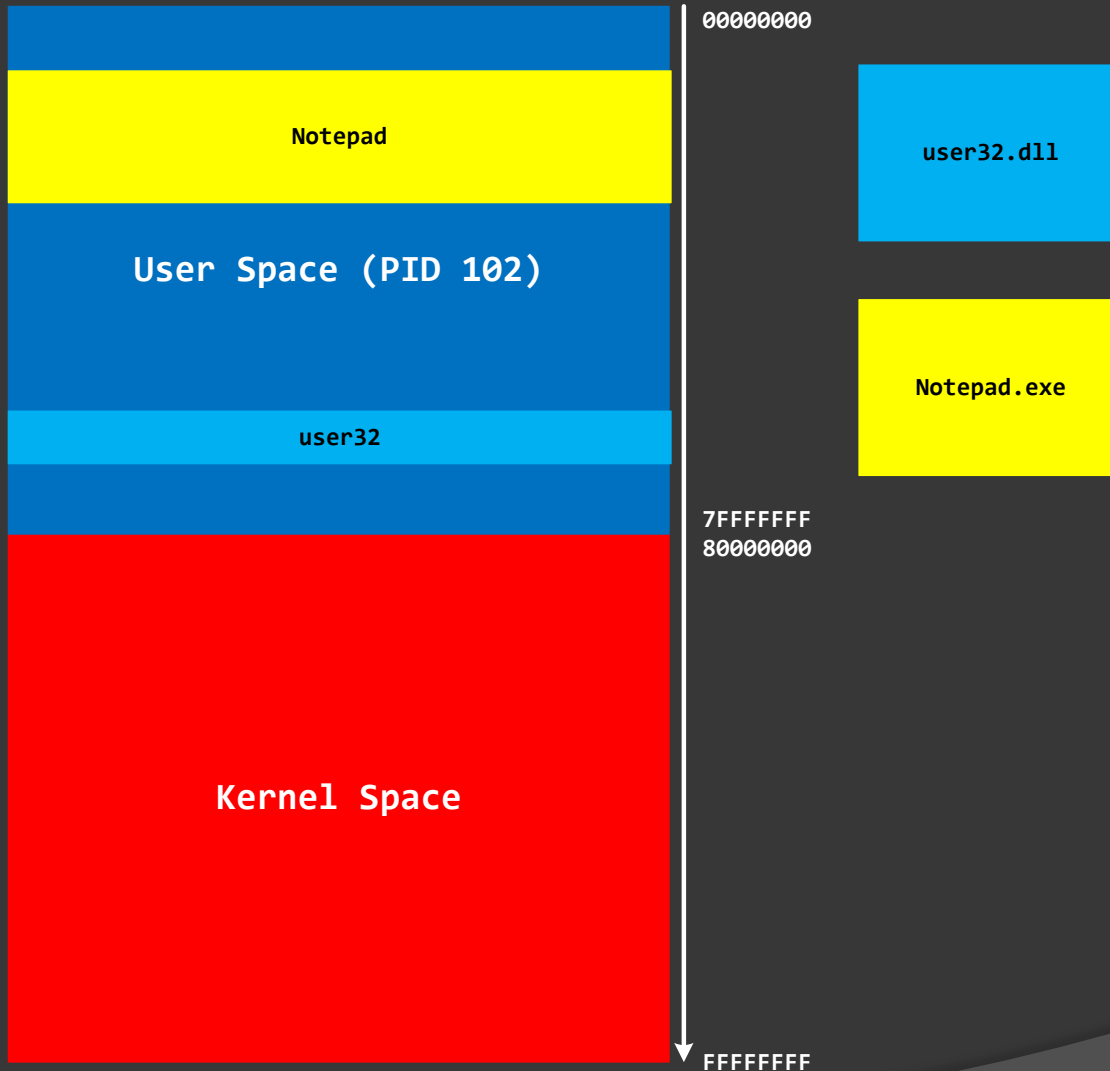 00000000
Notepad
user32.dll
User Space (PID 102)
Notepad.exe
user32
7FFFFFFF
80000000
Kernel Space
FFFFFFFF